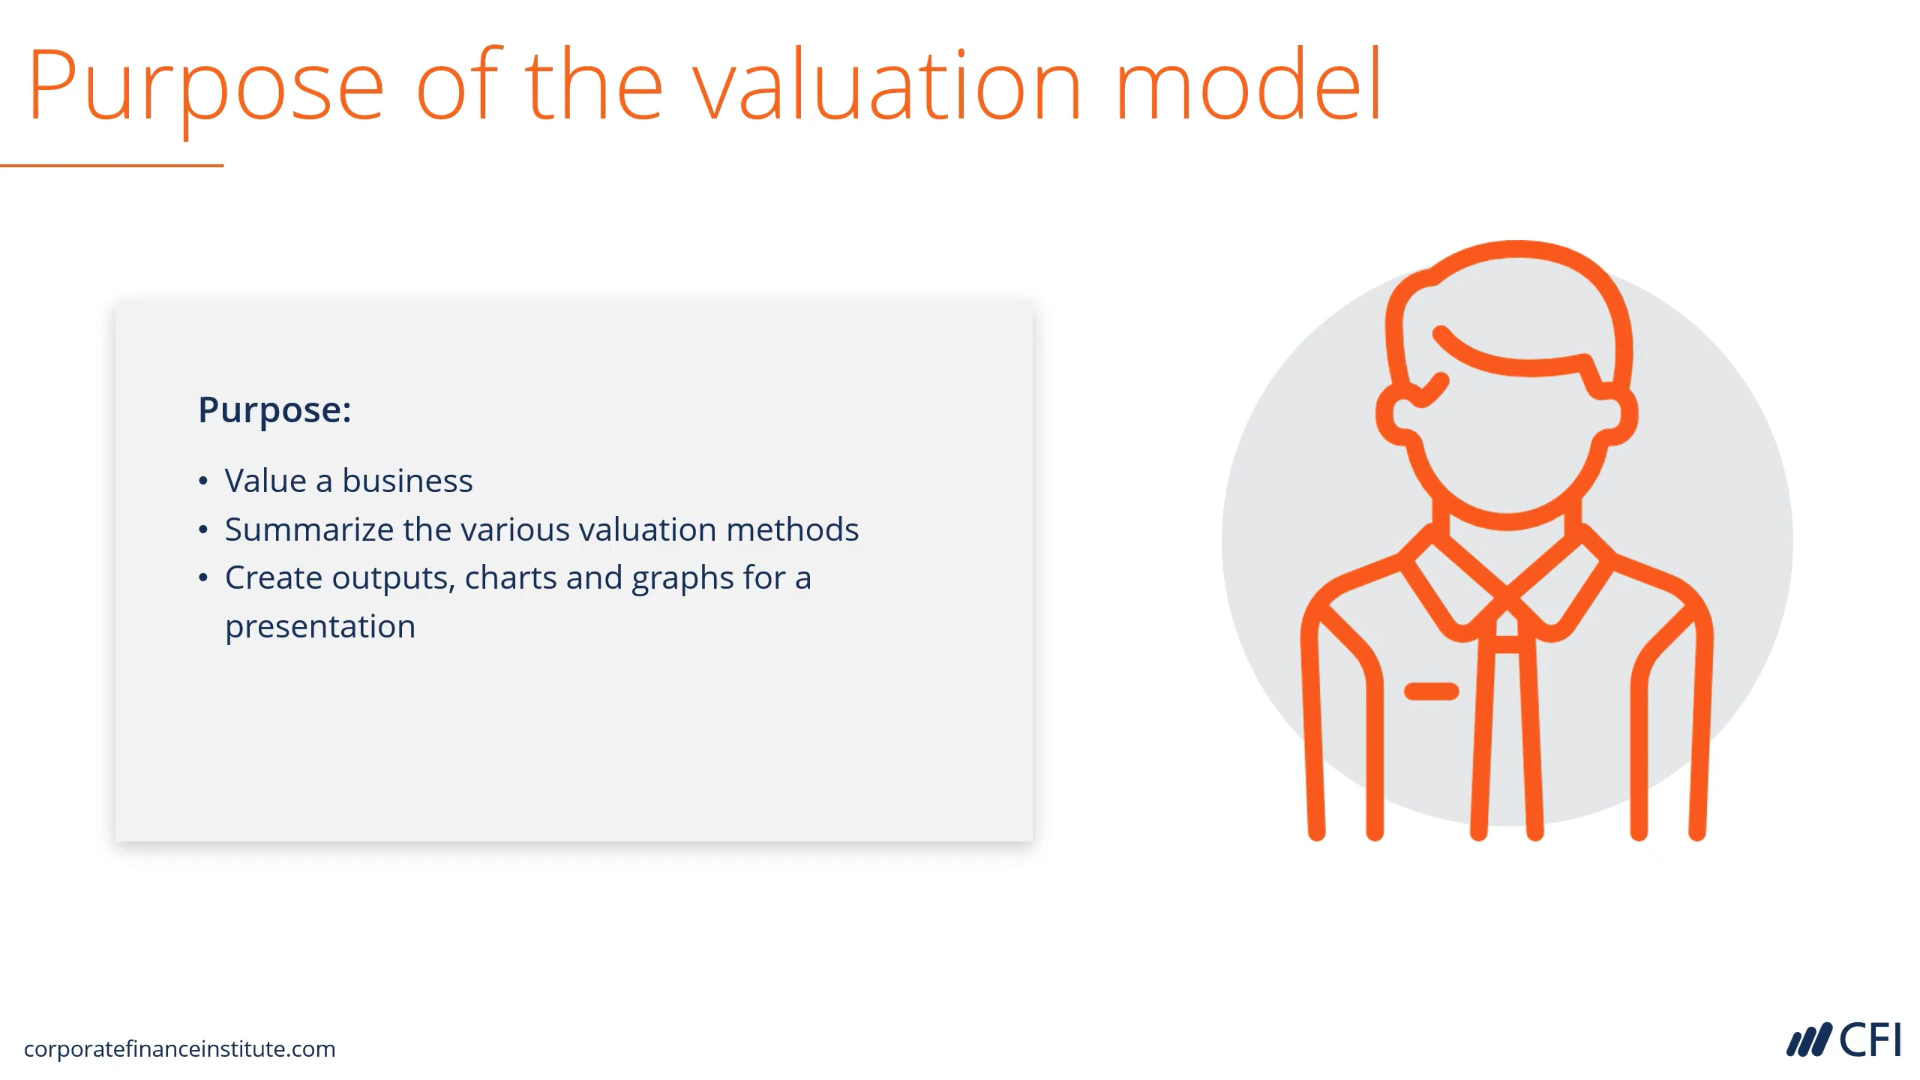 Purpose of the valuation model
Purpose:
• Value a business
• Summarize the various valuation methods
• Create outputs, charts and graphs for a
presentation
corporatefinanceinstitute.com
CFI